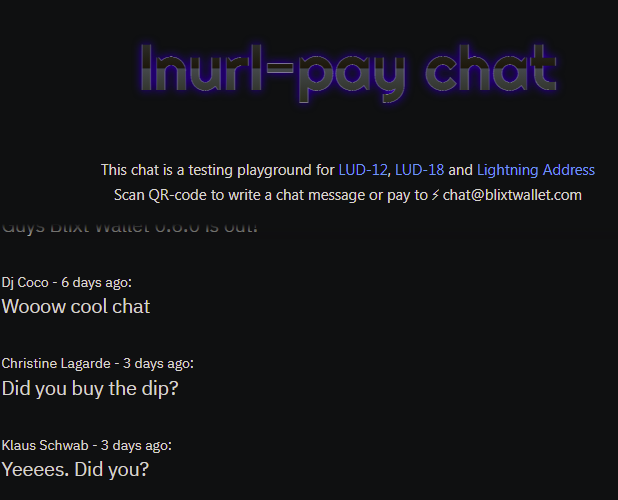 lnurl-pay chat
This chat is a testing playground for LUD-12, LUD-18 and Lightning Address
Scan QR-code to write a chat message or pay to ⚡ chat@blixtwallet.com
Guys Blixt Wallet 0.6.0 is out!
Dj Coco - 6 days ago:
Wooow cool chat
Christine Lagarde - 3 days ago:
Did you buy the dip?
Klaus Schwab - 3 days ago:
Yeeees. Did you?